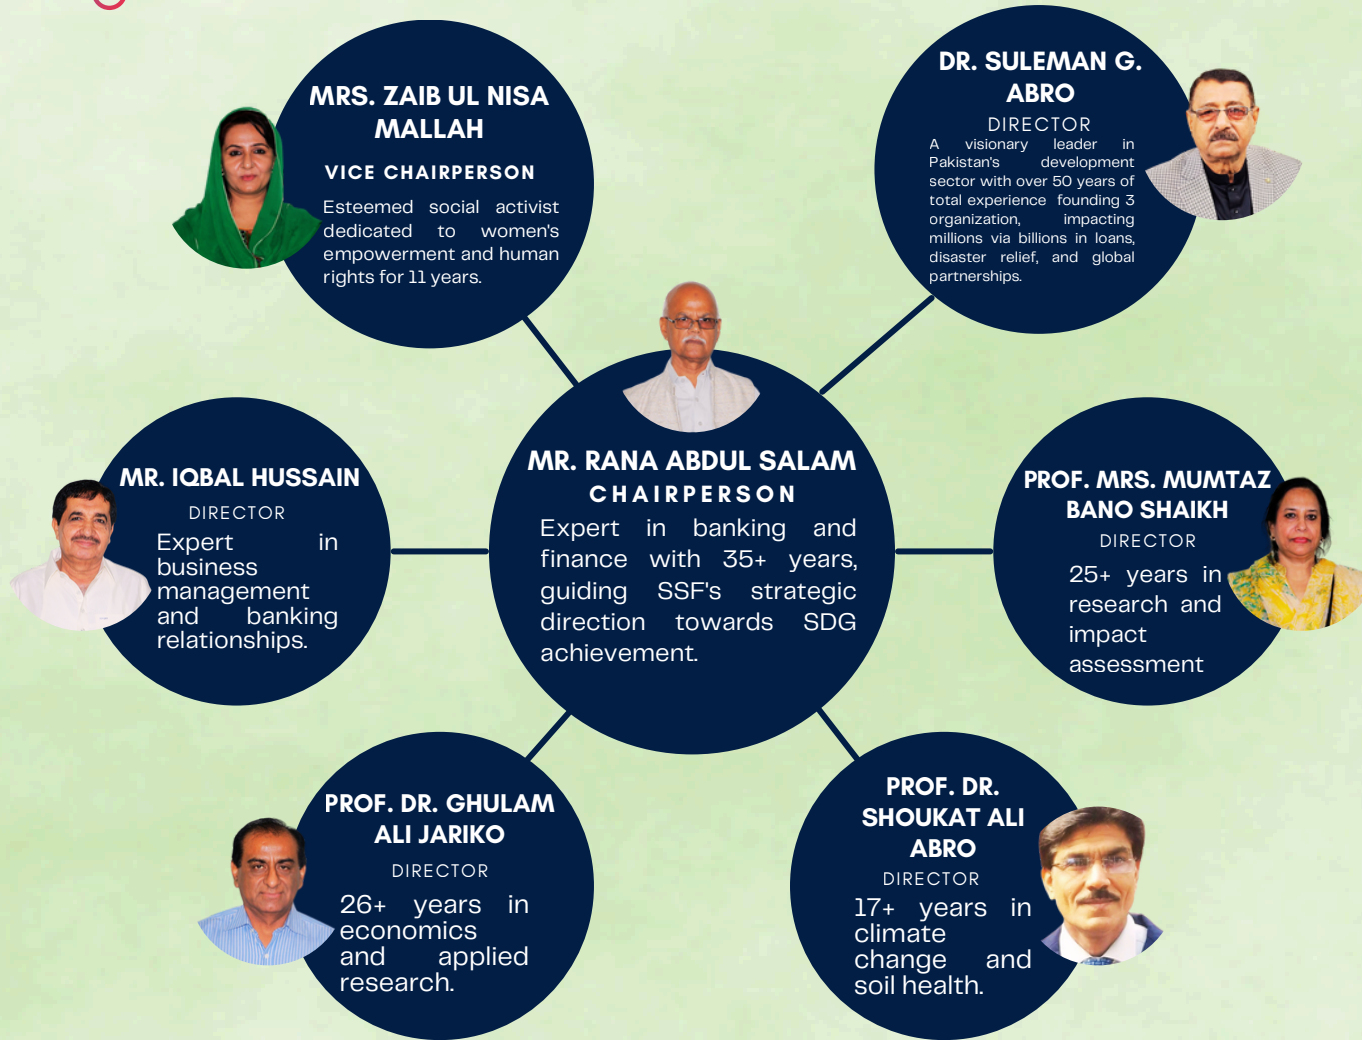 MRS. ZAIB UL NISA
MALLAH
VICE CHAIRPERSON
Esteemed social activist
dedicated to women's
empowerment and human
rights for 11 years.
DR. SULEMAN G.
ABRO
DIRECTOR
A visionary leader in
Pakistan's development
sector with over 50 years of
total experience founding 3
organization, impacting
millions via billions in loans,
disaster relief, and global
partnerships.
MR. RANA ABDUL SALAM
CHAIRPERSON
Expert in banking and
finance with 35+ years,
guiding SSF's strategic
direction towards SDG
achievement.
MR. IQBAL HUSSAIN
DIRECTOR
Expert in
business
management
and banking
relationships.
PROF. MRS. MUMTAZ
BANO SHAIKH
DIRECTOR
25+ years in
research and
impact
assessment
PROF. DR. GHULAM
ALI JARIKO
DIRECTOR
26+ years in
economics
and applied
research.
PROF. DR.
SHOUKAT ALI
ABRO
DIRECTOR
17+ years in
climate
change and
soil health.